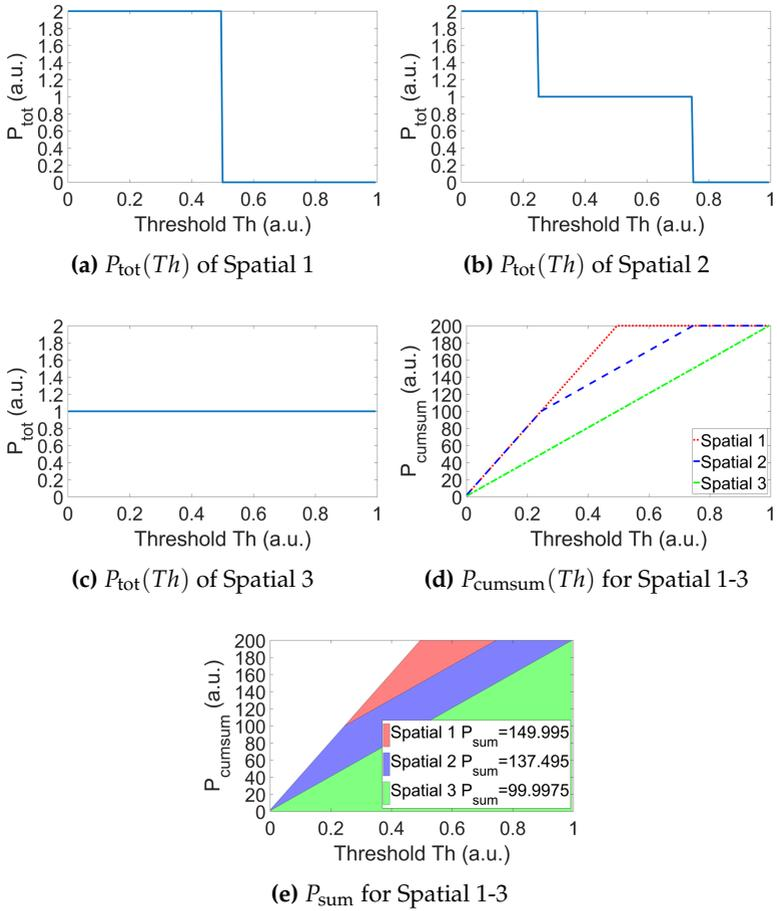 2
1.8
1.6
1.4
1.2
1
0.8
0.6
0.4
0.2
0
P_tot (a.u.)
0 0.2 0.4 0.6 0.8 1
Threshold Th (a.u.)
(a) P_tot(Th) of Spatial 1
2
1.8
1.6
1.4
1.2
1
0.8
0.6
0.4
0.2
0
P_tot (a.u.)
0 0.2 0.4 0.6 0.8 1
Threshold Th (a.u.)
(b) P_tot(Th) of Spatial 2
2
1.8
1.6
1.4
1.2
1
0.8
0.6
0.4
0.2
0
P_tot (a.u.)
0 0.2 0.4 0.6 0.8 1
Threshold Th (a.u.)
(c) P_tot(Th) of Spatial 3
200
180
160
140
120
100
80
60
40
20
0
P_cumsum (a.u.)
Spatial 1
Spatial 2
Spatial 3
0 0.2 0.4 0.6 0.8 1
Threshold Th (a.u.)
(d) P_cumsum(Th) for Spatial 1-3
200
180
160
140
120
100
80
60
40
20
0
P_cumsum (a.u.)
Spatial 1 P_sum=149.995
Spatial 2 P_sum=137.495
Spatial 3 P_sum=99.9975
0 0.2 0.4 0.6 0.8 1
Threshold Th (a.u.)
(e) P_sum for Spatial 1-3